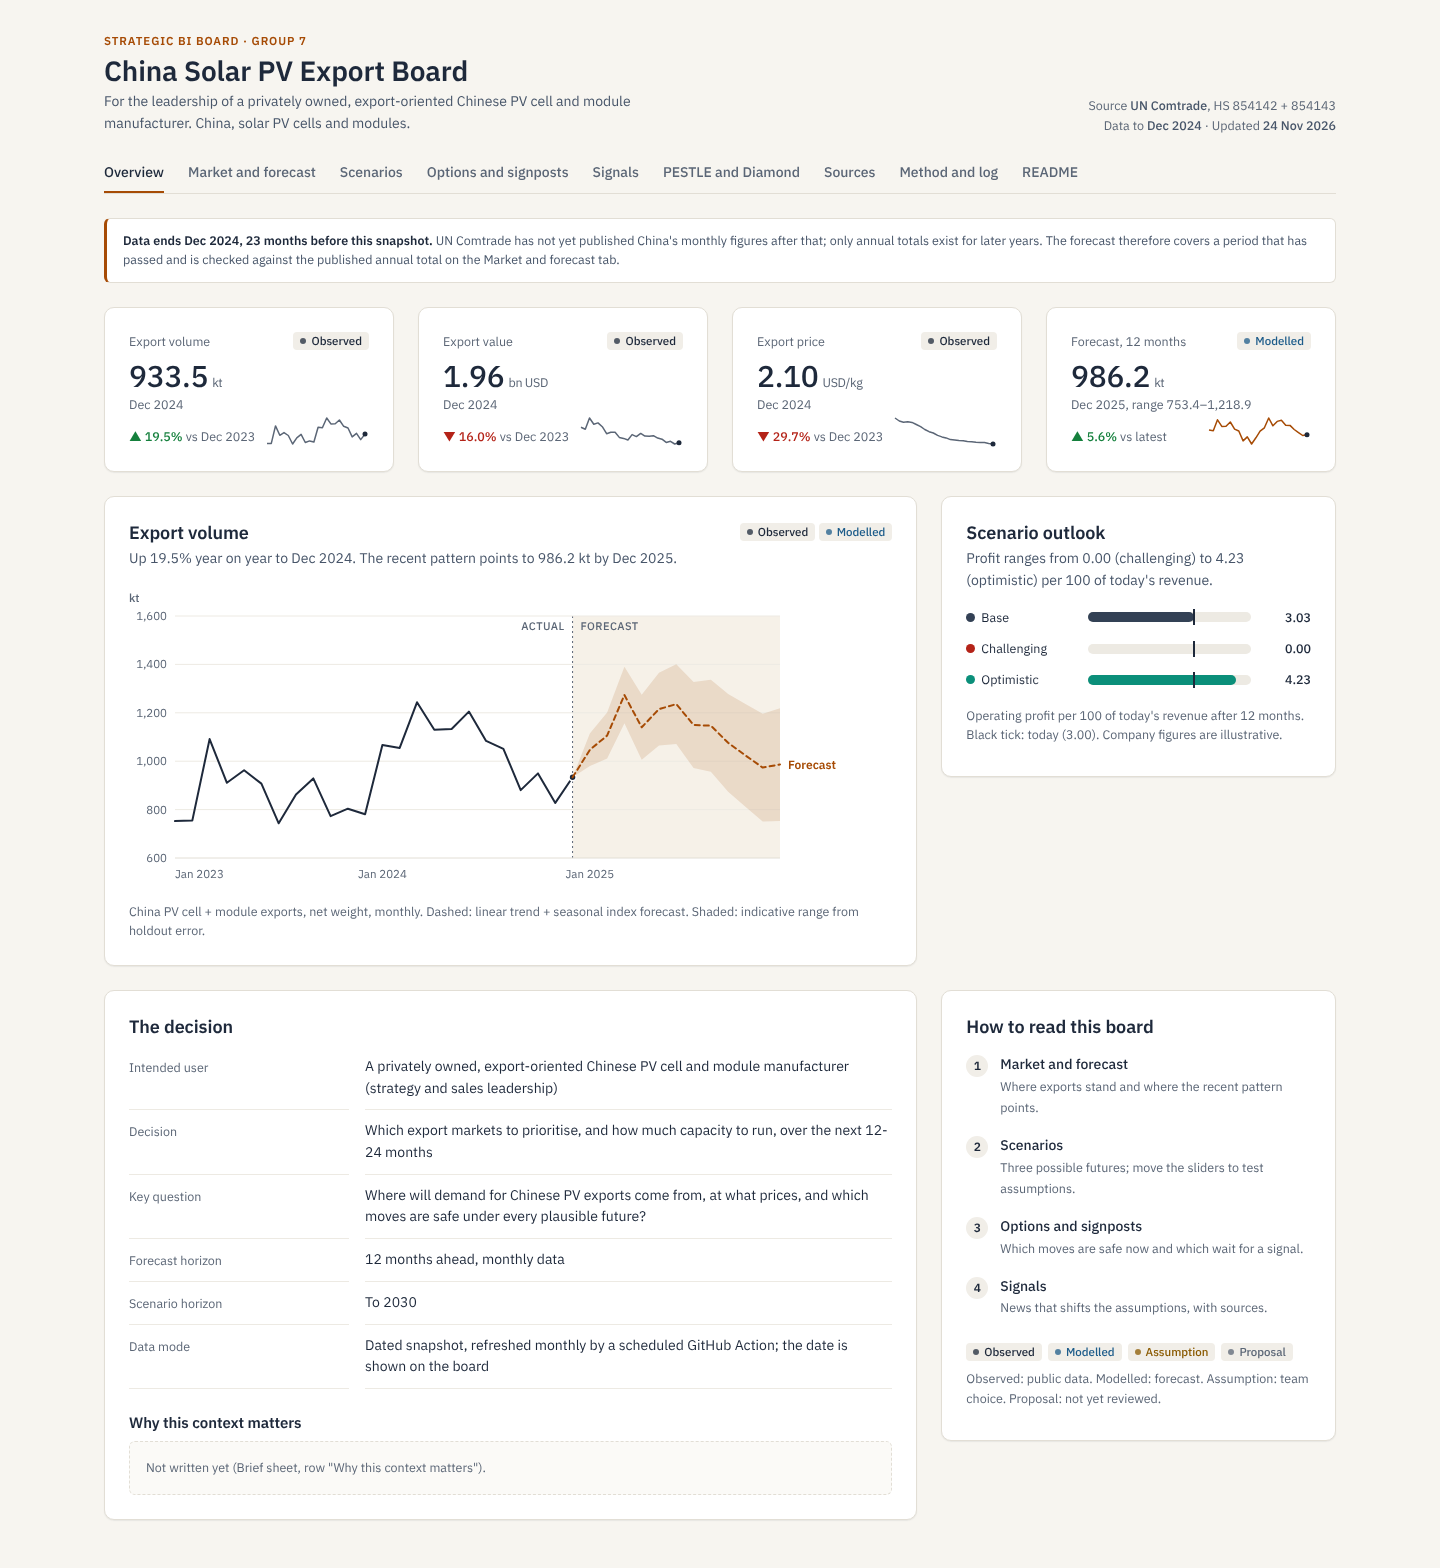 STRATEGIC BI BOARD · GROUP 7
China Solar PV Export Board
For the leadership of a privately owned, export-oriented Chinese PV cell and module
manufacturer. China, solar PV cells and modules.
Source UN Comtrade, HS 854142 + 854143
Data to Dec 2024 · Updated 24 Nov 2026
Overview Market and forecast Scenarios Options and signposts Signals PESTLE and Diamond Sources Method and log README
Data ends Dec 2024, 23 months before this snapshot. UN Comtrade has not yet published China's monthly figures after that; only annual totals exist for later years. The forecast therefore covers a period that has
passed and is checked against the published annual total on the Market and forecast tab.
Export volume Observed
933.5 kt
Dec 2024
▲ 19.5% vs Dec 2023
Export value Observed
1.96 bn USD
Dec 2024
▼ 16.0% vs Dec 2023
Export price Observed
2.10 USD/kg
Dec 2024
▼ 29.7% vs Dec 2023
Forecast, 12 months Modelled
986.2 kt
Dec 2025, range 753.4–1,218.9
▲ 5.6% vs latest
Export volume Observed Modelled
Up 19.5% year on year to Dec 2024. The recent pattern points to 986.2 kt by Dec 2025.
kt
1,600
ACTUAL FORECAST
1,400
1,200
1,000
Forecast
800
600
Jan 2023 Jan 2024 Jan 2025
China PV cell + module exports, net weight, monthly. Dashed: linear trend + seasonal index forecast. Shaded: indicative range from
holdout error.
Scenario outlook
Profit ranges from 0.00 (challenging) to 4.23
(optimistic) per 100 of today's revenue.
Base 3.03
Challenging 0.00
Optimistic 4.23
Operating profit per 100 of today's revenue after 12 months.
Black tick: today (3.00). Company figures are illustrative.
The decision
Intended user A privately owned, export-oriented Chinese PV cell and module manufacturer
(strategy and sales leadership)
Decision Which export markets to prioritise, and how much capacity to run, over the next 12-
24 months
Key question Where will demand for Chinese PV exports come from, at what prices, and which
moves are safe under every plausible future?
Forecast horizon 12 months ahead, monthly data
Scenario horizon To 2030
Data mode Dated snapshot, refreshed monthly by a scheduled GitHub Action; the date is
shown on the board
Why this context matters
Not written yet (Brief sheet, row "Why this context matters").
How to read this board
1 Market and forecast
Where exports stand and where the recent pattern
points.
2 Scenarios
Three possible futures; move the sliders to test
assumptions.
3 Options and signposts
Which moves are safe now and which wait for a signal.
4 Signals
News that shifts the assumptions, with sources.
Observed Modelled Assumption Proposal
Observed: public data. Modelled: forecast. Assumption: team
choice. Proposal: not yet reviewed.